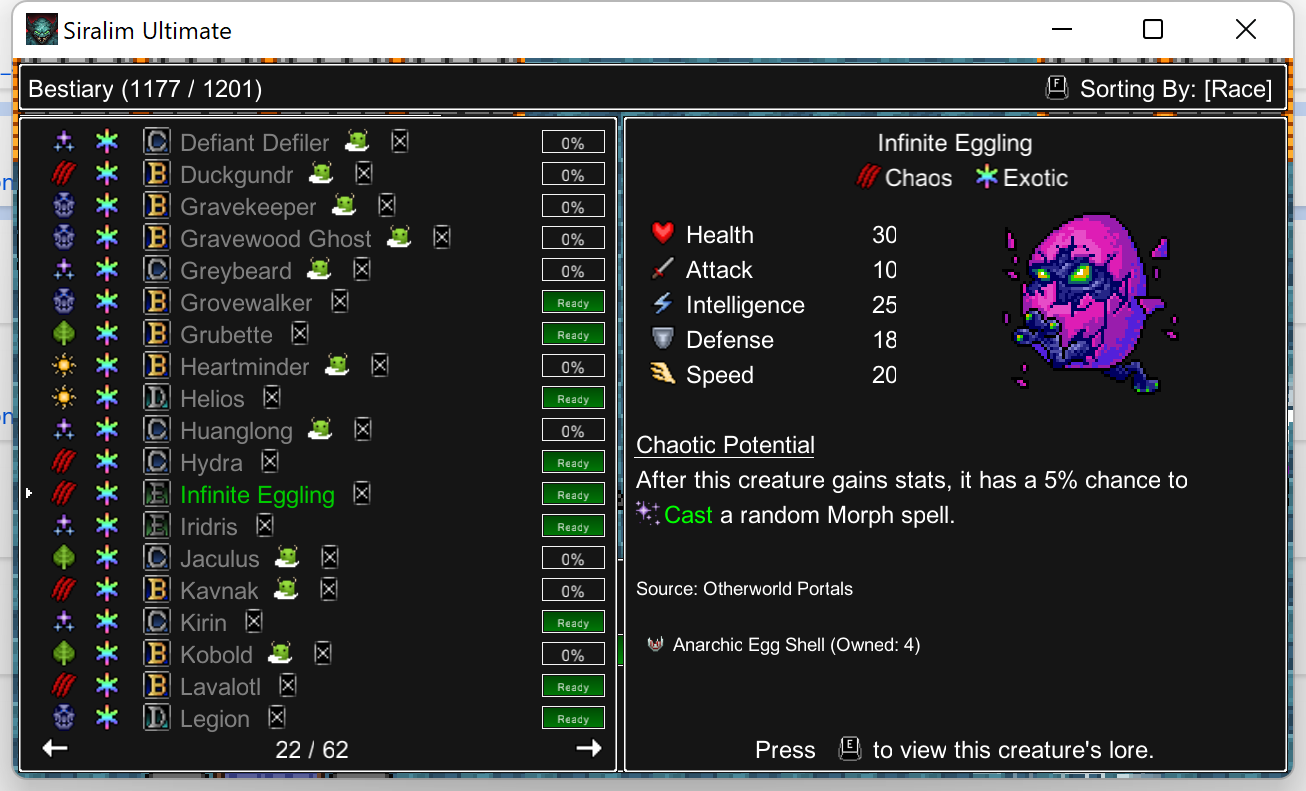 Siralim Ultimate
Bestiary (1177 / 1201)
F Sorting By: [Race]
C Defiant Defiler 0%
B Duckgundr 0%
B Gravekeeper 0%
B Gravewood Ghost 0%
C Greybeard 0%
B Grovewalker Ready
B Grubette Ready
B Heartminder 0%
D Helios Ready
C Huanglong 0%
C Hydra Ready
E Infinite Eggling Ready
E Iridris Ready
C Jaculus 0%
B Kavnak 0%
C Kirin Ready
B Kobold 0%
B Lavalotl Ready
D Legion Ready
22 / 62
Infinite Eggling
Chaos Exotic
Health 30
Attack 10
Intelligence 25
Defense 18
Speed 20
Chaotic Potential
After this creature gains stats, it has a 5% chance to
Cast a random Morph spell.
Source: Otherworld Portals
Anarchic Egg Shell (Owned: 4)
Press E to view this creature's lore.